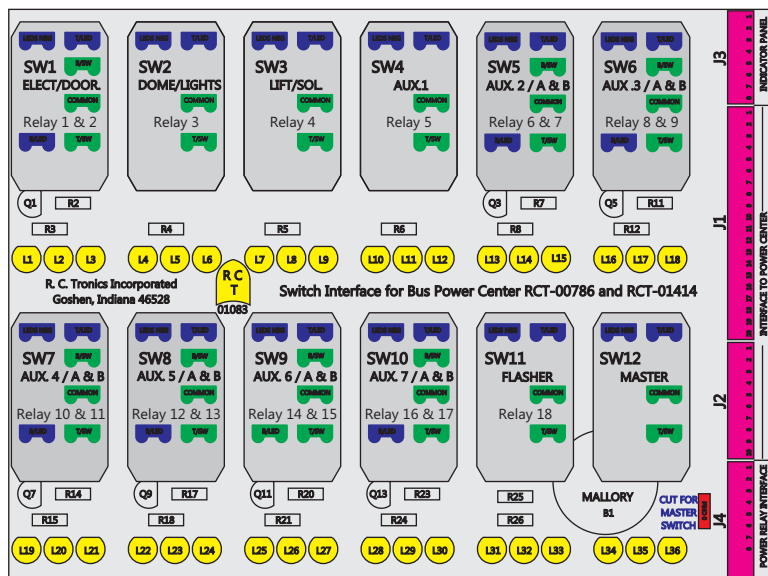 LEDS NEG T/LED LEDS NEG T/LED LEDS NEG T/LED LEDS NEG T/LED LEDS NEG T/LED LEDS NEG T/LED
SW1 B/SW SW2 SW3 SW4 SW5 B/SW SW6 B/SW
ELECT/DOOR. DOME/LIGHTS LIFT/SOL. AUX.1 AUX. 2 / A & B AUX .3 / A & B
COMMON COMMON COMMON COMMON COMMON COMMON
Relay 1 & 2 Relay 3 Relay 4 Relay 5 Relay 6 & 7 Relay 8 & 9
B/LED T/SW T/SW T/SW T/SW B/LED T/SW B/LED T/SW
Q1 R2 Q3 R7 Q5 R11
R3 R4 R5 R6 R8 R12
L1 L2 L3 L4 L5 L6 L7 L8 L9 L10 L11 L12 L13 L14 L15 L16 L17 L18
R. C. Tronics Incorporated
Goshen, Indiana 46528
R C
T
01083
Switch Interface for Bus Power Center RCT-00786 and RCT-01414
LEDS NEG T/LED LEDS NEG T/LED LEDS NEG T/LED LEDS NEG T/LED LEDS NEG T/LED LEDS NEG T/LED
SW7 B/SW SW8 B/SW SW9 B/SW SW10 B/SW SW11 SW12
AUX. 4 / A & B AUX. 5 / A & B AUX. 6 / A & B AUX. 7 / A & B FLASHER MASTER
COMMON COMMON COMMON COMMON COMMON COMMON
Relay 10 & 11 Relay 12 & 13 Relay 14 & 15 Relay 16 & 17 Relay 18
B/LED T/SW B/LED T/SW B/LED T/SW B/LED T/SW T/SW T/SW
Q7 R14 Q9 R17 Q11 R20 Q13 R23 R25
R15 R18 R21 R24 R26
MALLORY
B1
CUT FOR
MASTER
SWITCH
L19 L20 L21 L22 L23 L24 L25 L26 L27 L28 L29 L30 L31 L32 L33 L34 L35 L36
J3
INDICATOR PANEL
J1
INTERFACE TO POWER CENTER
J2
J4
POWER RELAY INTERFACE